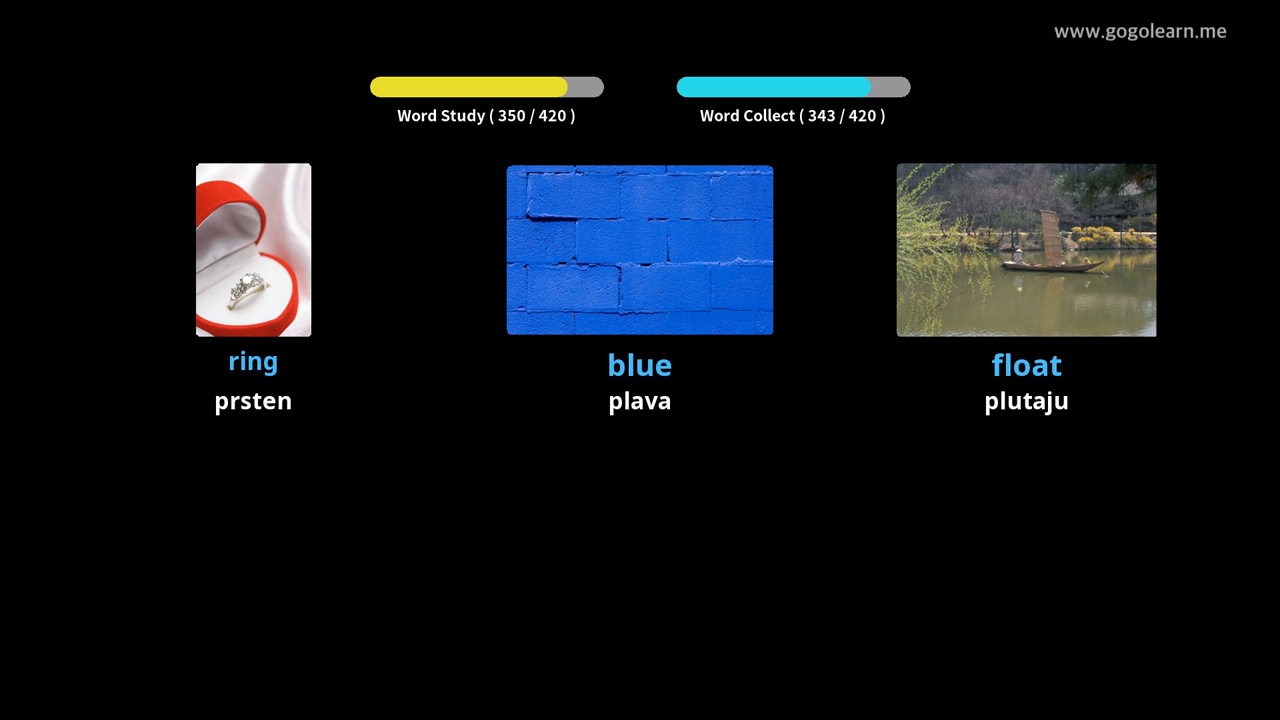 www.gogolearn.me
Word Study ( 350 / 420 )
Word Collect ( 343 / 420 )
ring
prsten
blue
plava
float
plutaju